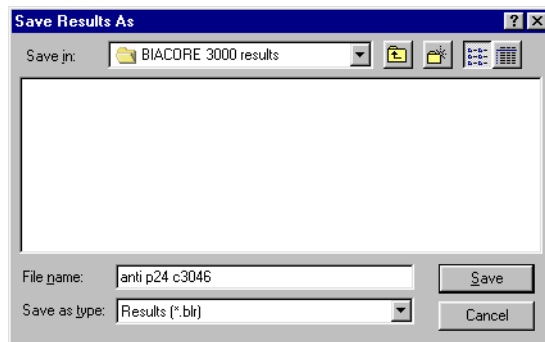 Save Results As
Save in: BIACORE 3000 results
File name: anti p24 c3046 Save
Save as type: Results (*.blr) Cancel